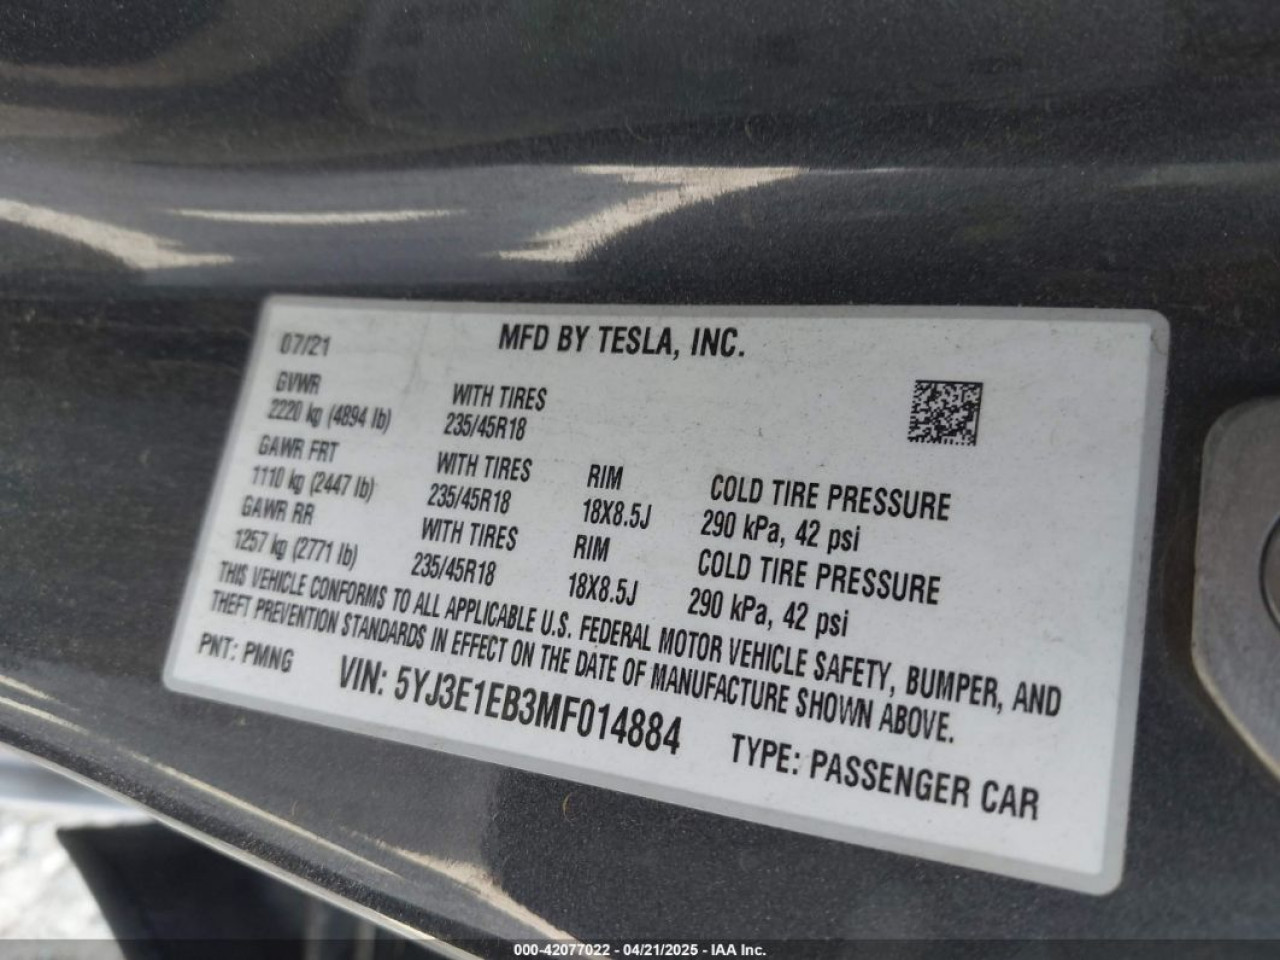 07/21 MFD BY TESLA, INC.
GVWR WITH TIRES
2220 kg (4894 lb) 235/45R18
GAWR FRT WITH TIRES RIM COLD TIRE PRESSURE
1110 kg (2447 lb) 235/45R18 18X8.5J 290 kPa, 42 psi
GAWR RR WITH TIRES RIM COLD TIRE PRESSURE
1257 kg (2771 lb) 235/45R18 18X8.5J 290 kPa, 42 psi
THIS VEHICLE CONFORMS TO ALL APPLICABLE U.S. FEDERAL MOTOR VEHICLE SAFETY, BUMPER, AND
THEFT PREVENTION STANDARDS IN EFFECT ON THE DATE OF MANUFACTURE SHOWN ABOVE.
PNT: PMNG VIN: 5YJ3E1EB3MF014884 TYPE: PASSENGER CAR
000-42077022 - 04/21/2025 - IAA Inc.